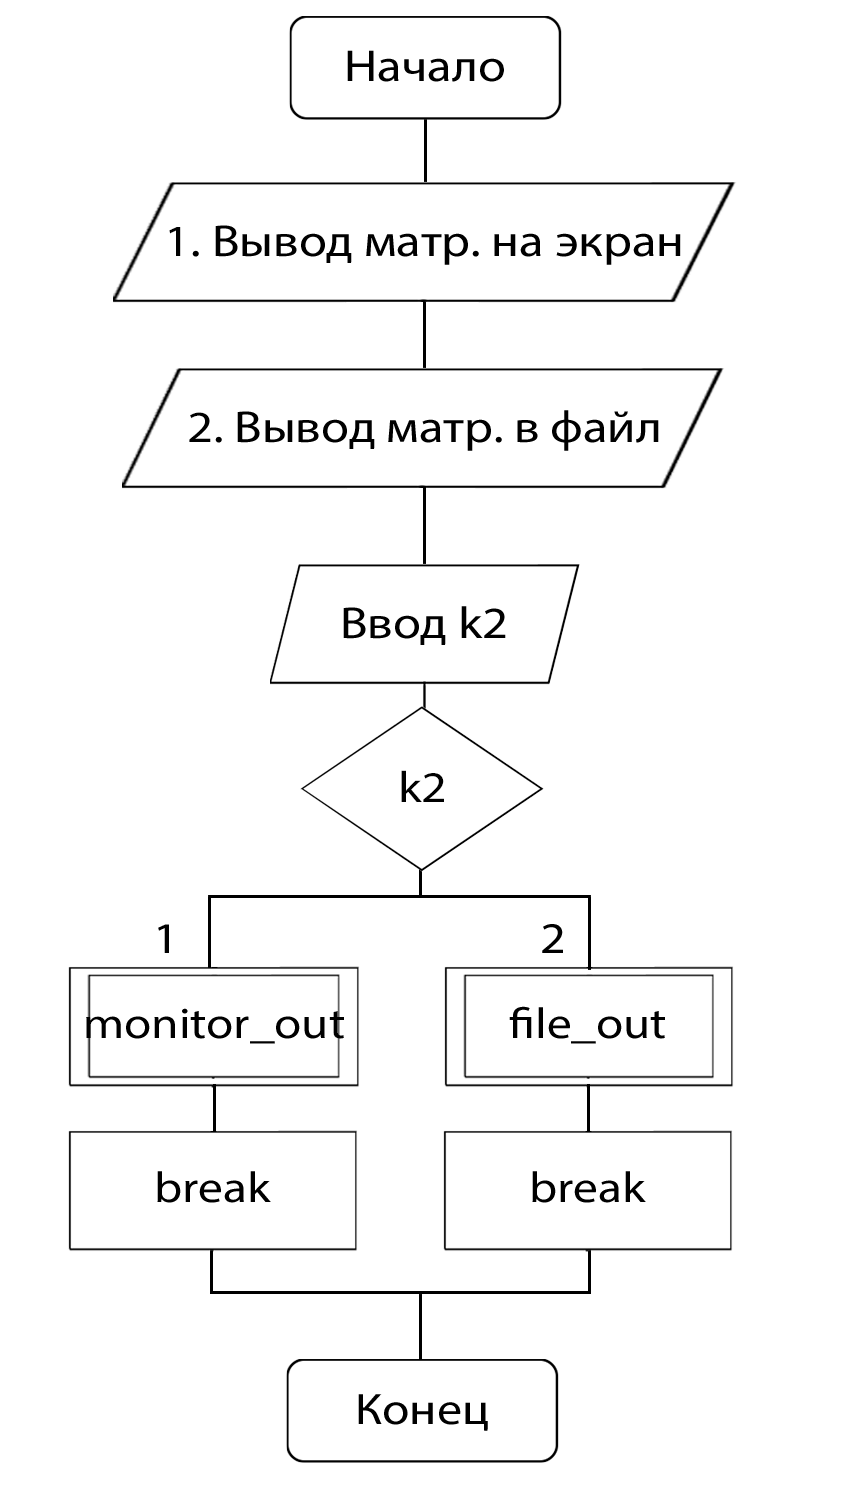 Начало
1. Вывод матр. на экран
2. Вывод матр. в файл
Ввод k2
k2
1
2
monitor_out
file_out
break
break
Конец